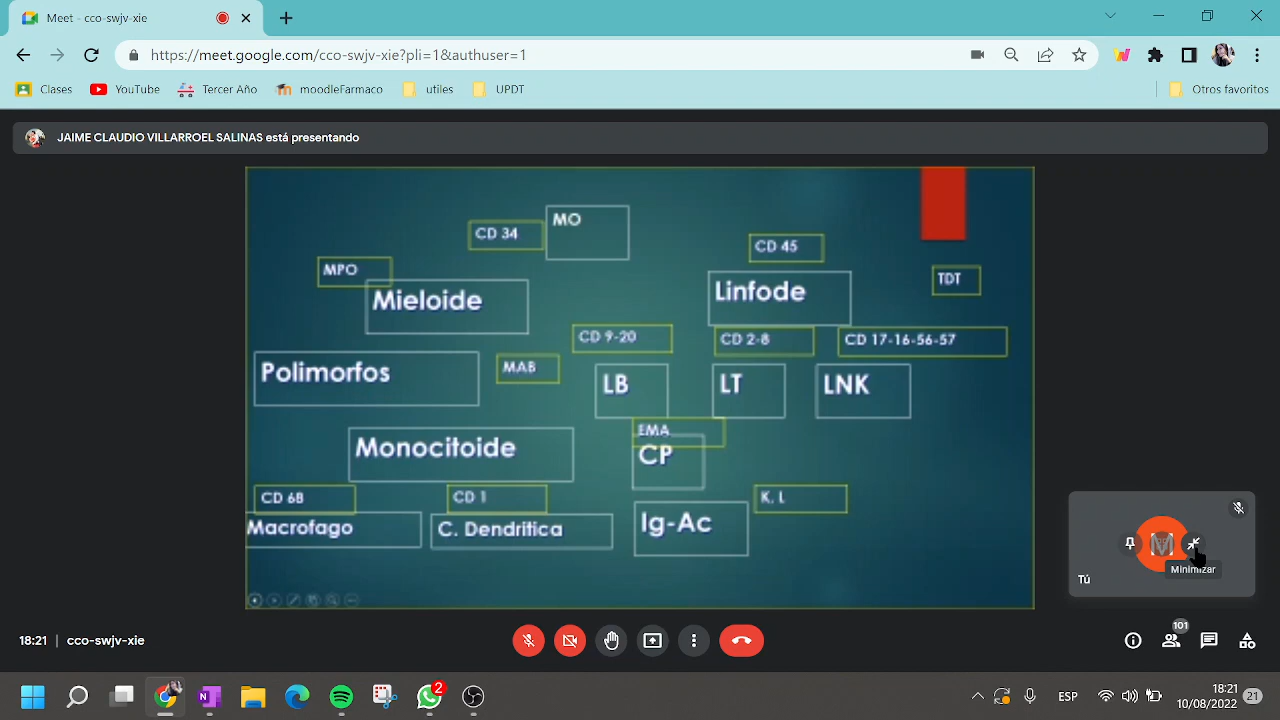 Meet - cco-swjv-xie
https://meet.google.com/cco-swjv-xie?pli=1&authuser=1
Clases
YouTube
Tercer Año
moodleFarmaco
utiles
UPDT
Otros favoritos
JAIME CLAUDIO VILLARROEL SALINAS está presentando
MO
CD 34
CD 45
MPO
TDT
Mieloide
Linfode
CD 9-20
CD 2-8
CD 17-16-56-57
Polimorfos
MAB
LB
LT
LNK
EMA
Monocitoide
CP
CD 68
CD 1
K. L
Macrofago
C. Dendritica
Ig-Ac
Minimizar
Tú
18:21 | cco-swjv-xie
101
2
ESP
18:21
10/08/2022
21